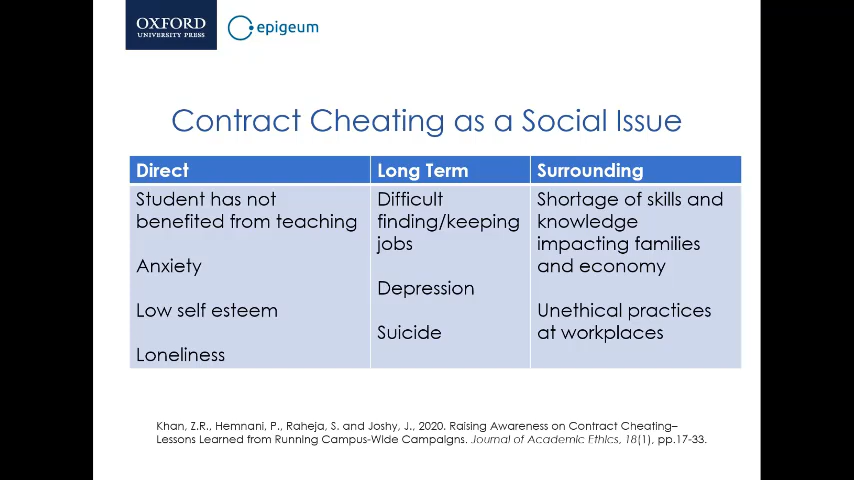 OXFORD
UNIVERSITY PRESS
epigeum
Contract Cheating as a Social Issue
Direct
Student has not
benefited from teaching
Anxiety
Low self esteem
Loneliness
Long Term
Difficult
finding/keeping
jobs
Depression
Suicide
Surrounding
Shortage of skills and
knowledge
impacting families
and economy
Unethical practices
at workplaces
Khan, Z.R., Hemnani, P., Raheja, S. and Joshy, J., 2020. Raising Awareness on Contract Cheating–
Lessons Learned from Running Campus-Wide Campaigns. Journal of Academic Ethics, 18(1), pp.17-33.